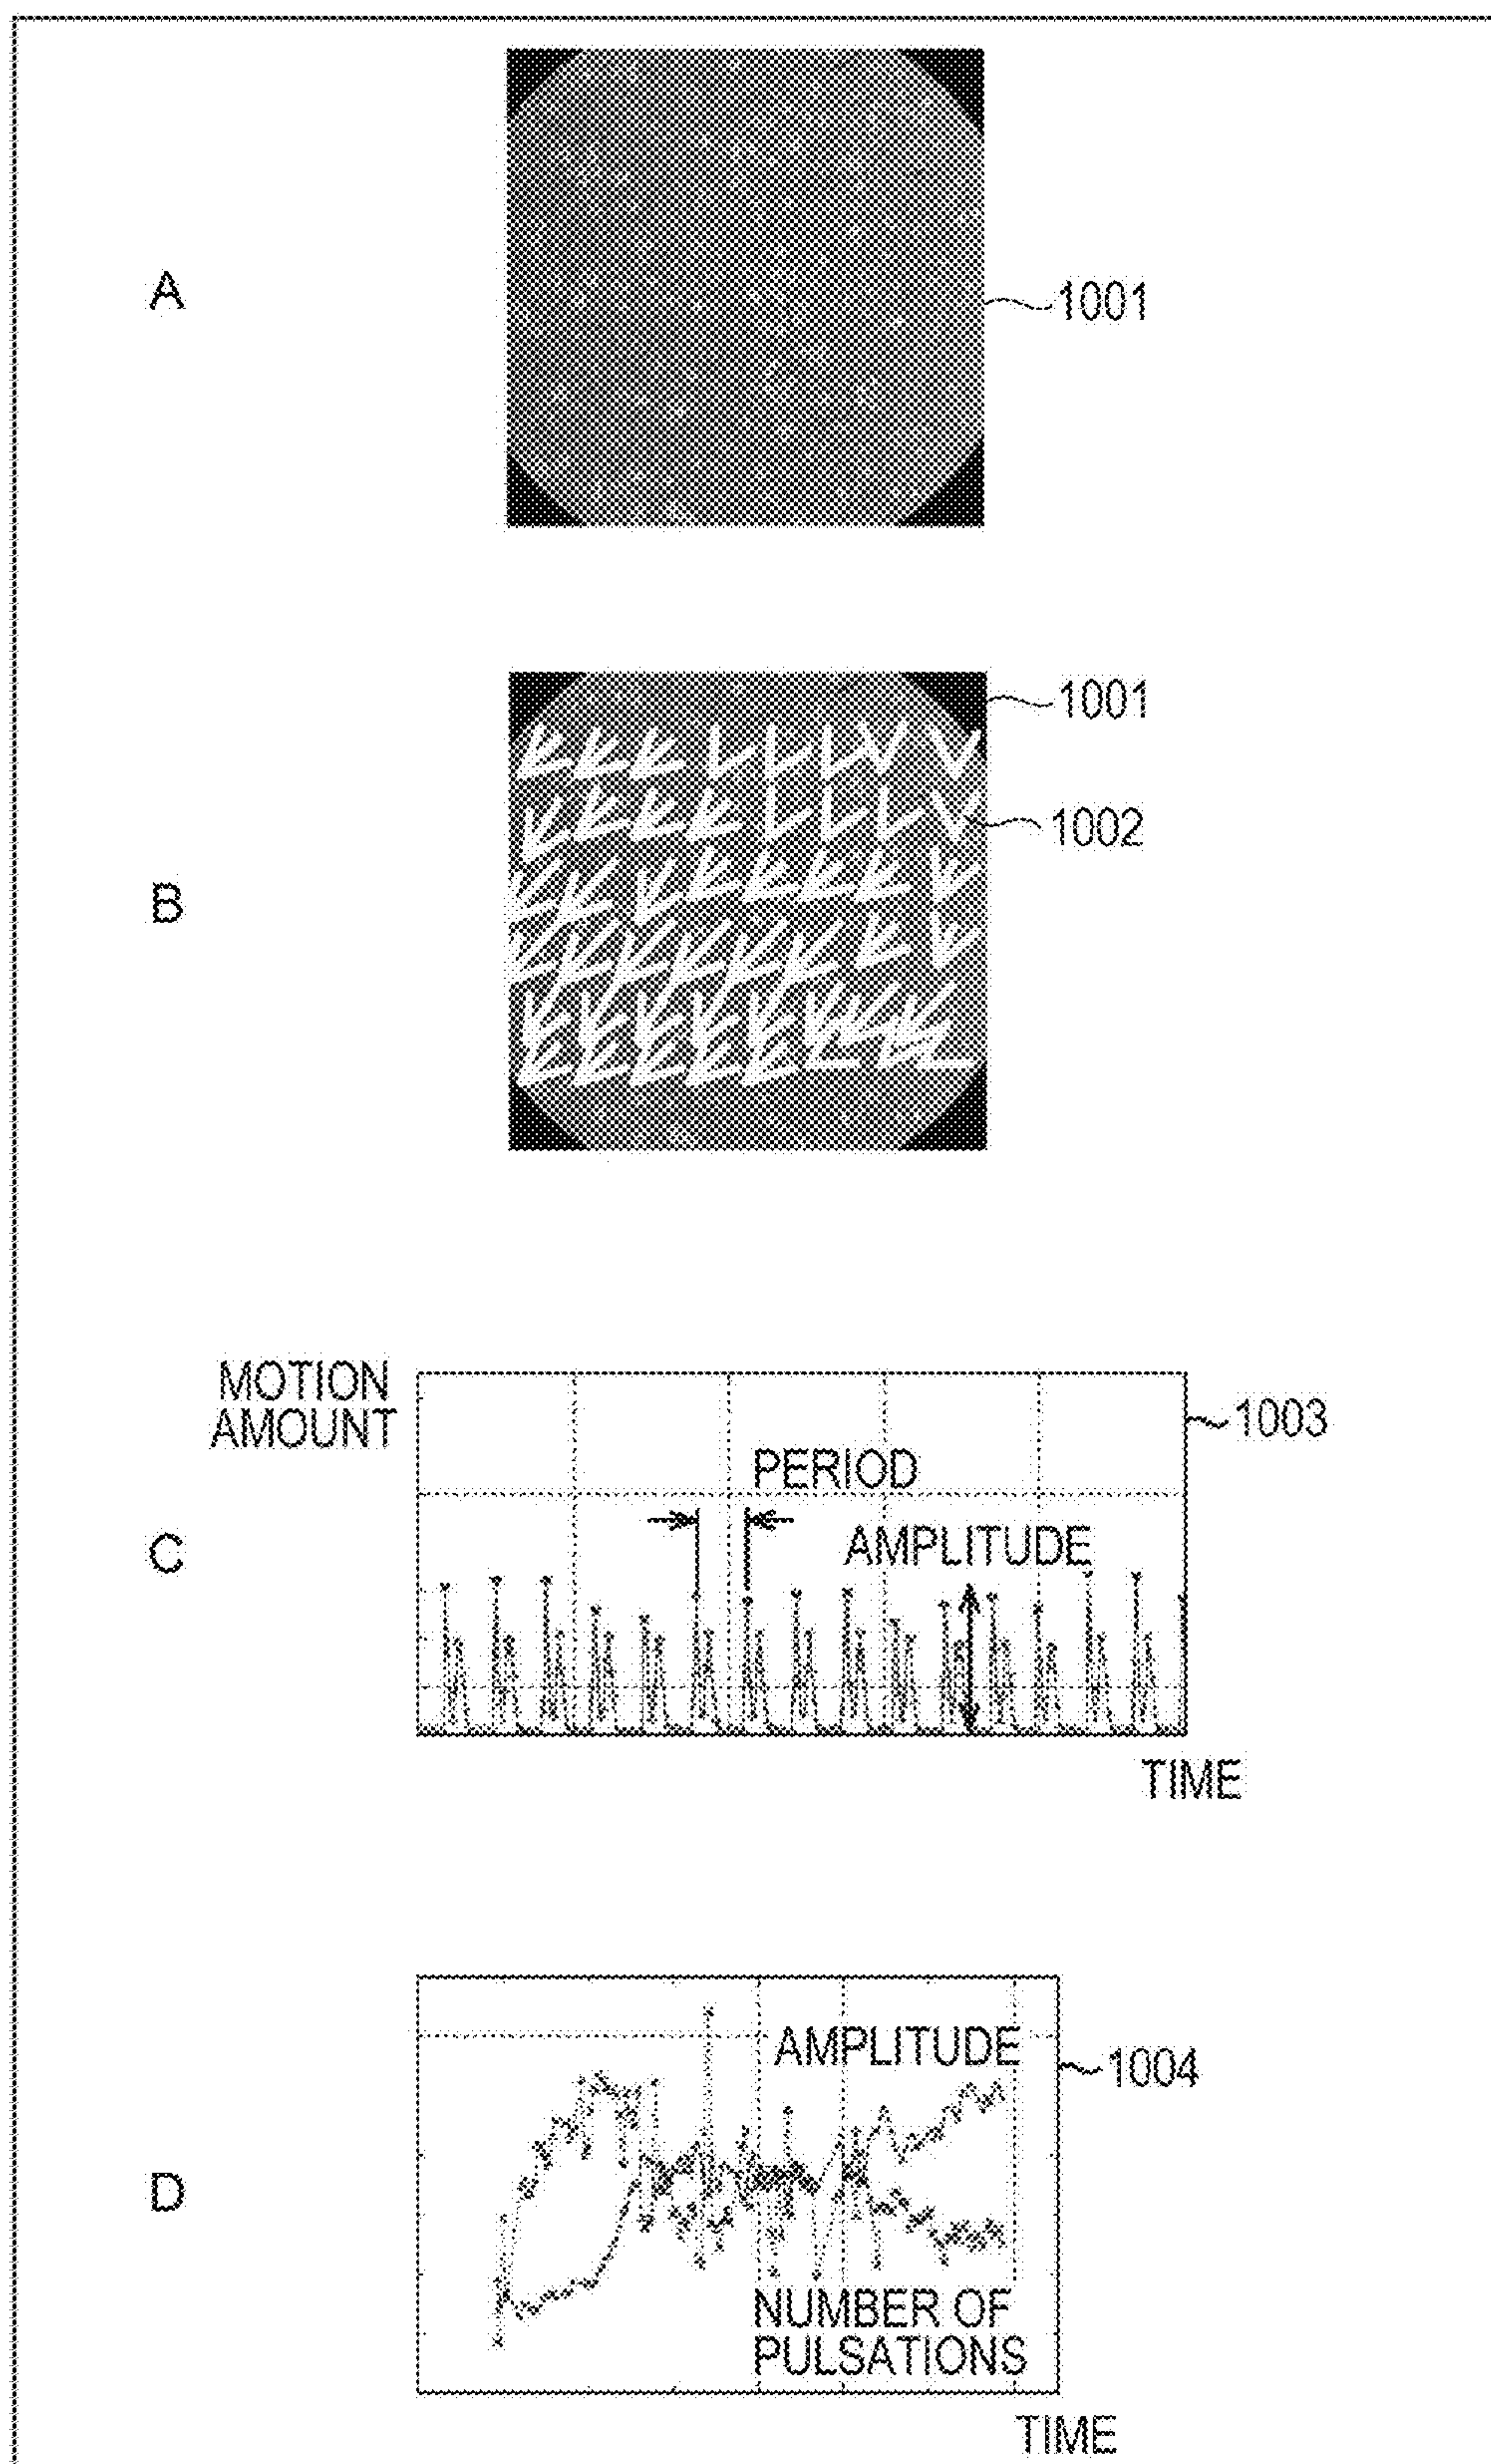 A
1001
1001
1002
B
MOTION
AMOUNT
1003
PERIOD
AMPLITUDE
C
TIME
AMPLITUDE
1004
D
NUMBER OF
PULSATIONS
TIME